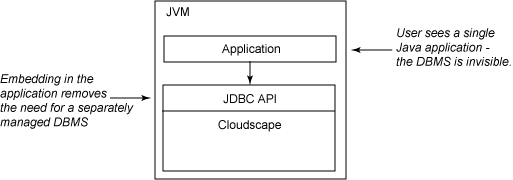 JVM
Application
User sees a single
Java application -
the DBMS is invisible.
Embedding in the
application removes
the need for a separately
managed DBMS
JDBC API
Cloudscape